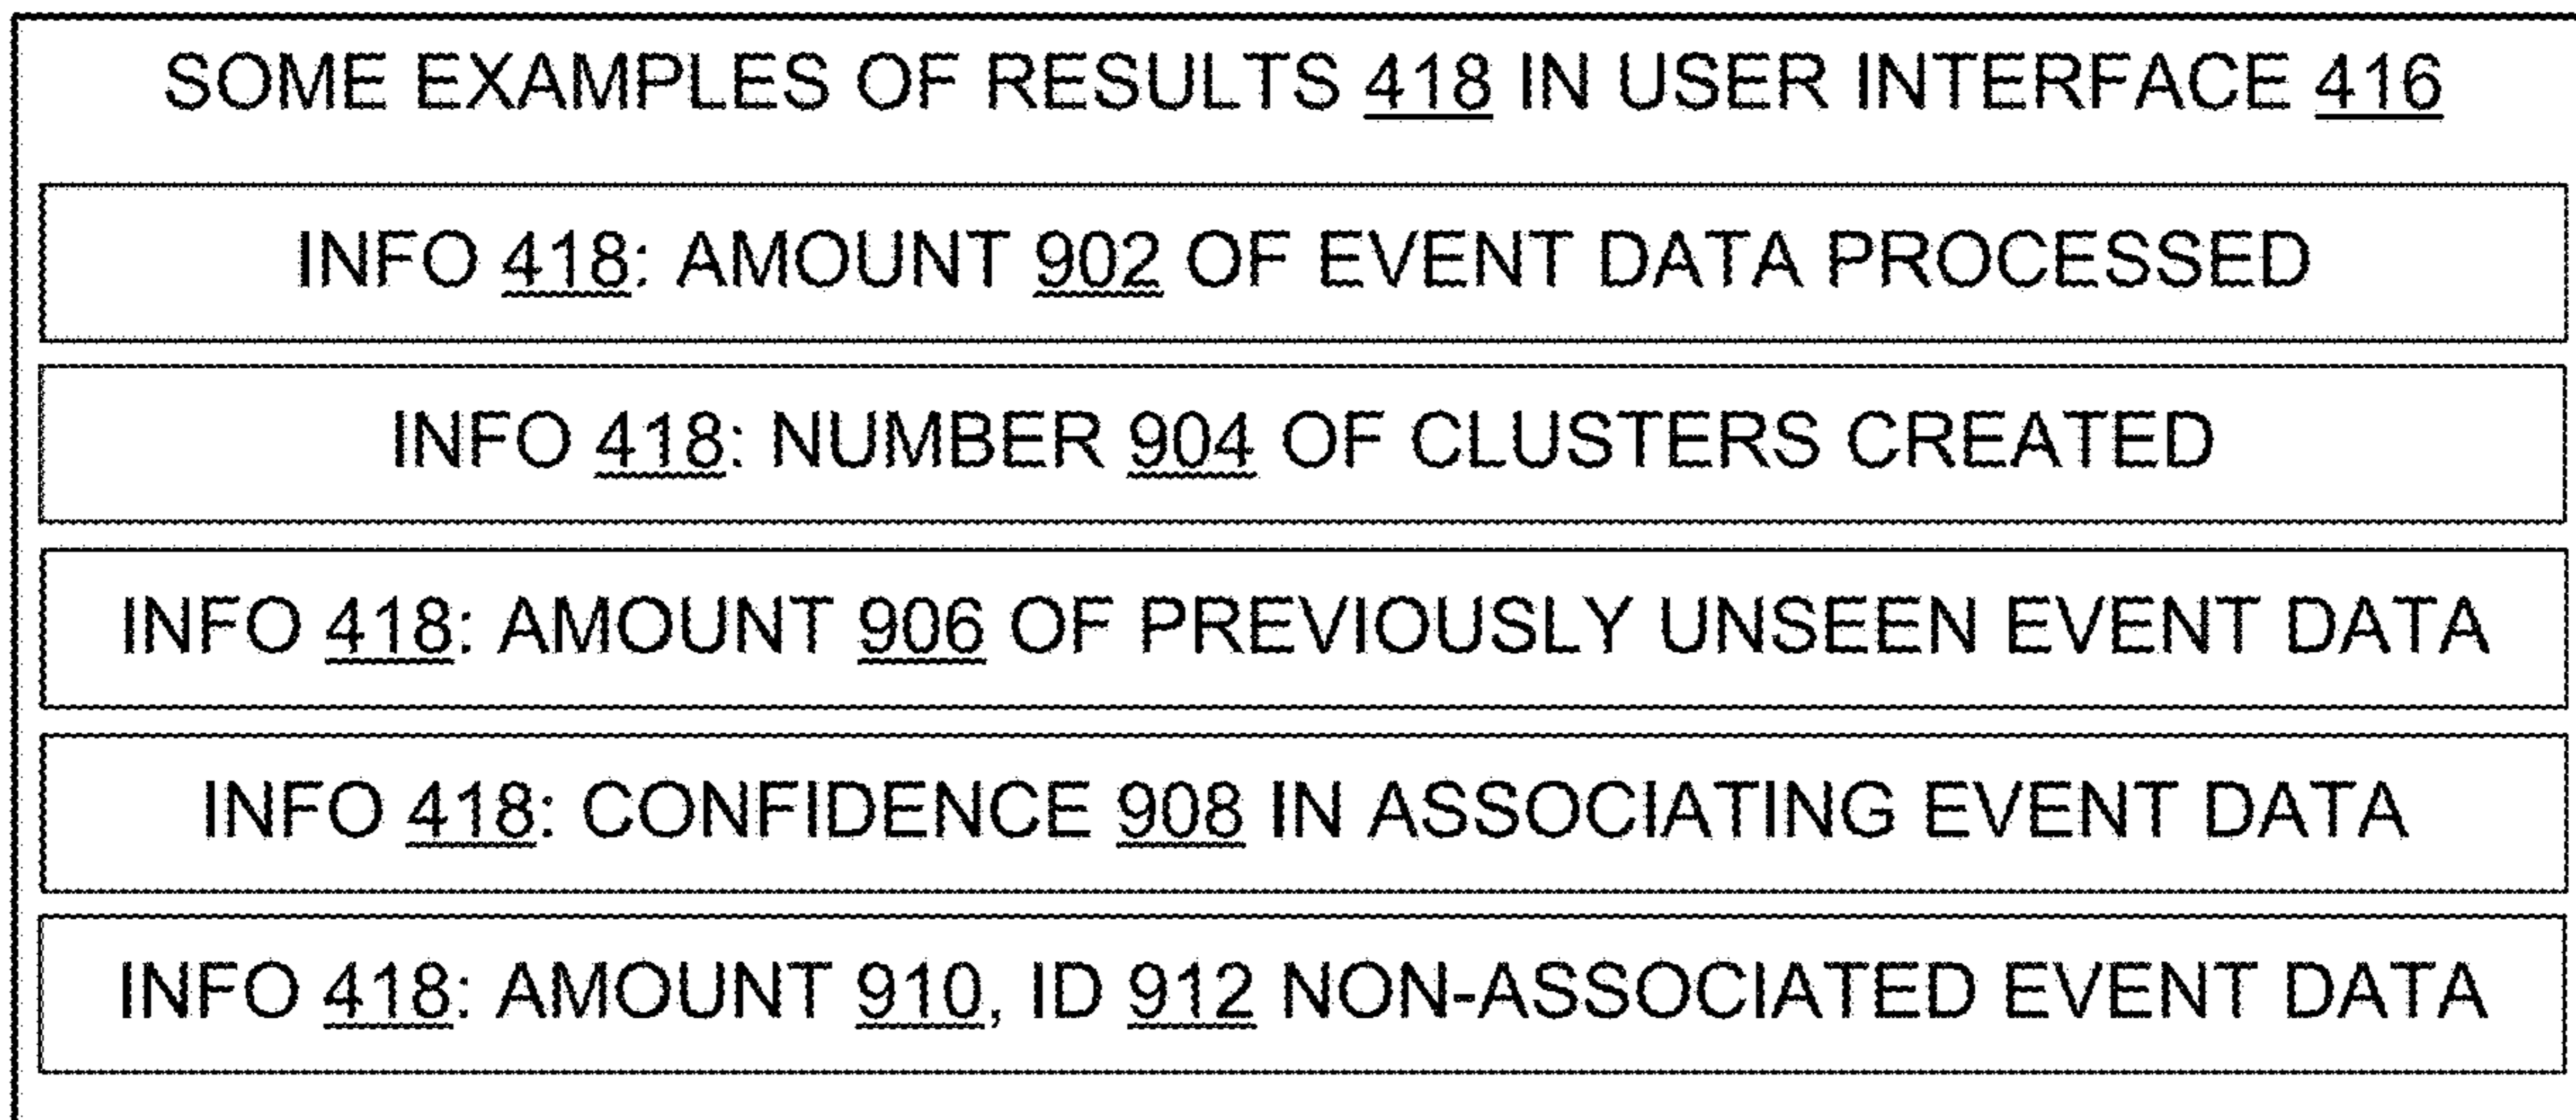 SOME EXAMPLES OF RESULTS 418 IN USER INTERFACE 416
INFO 418: AMOUNT 902 OF EVENT DATA PROCESSED
INFO 418: NUMBER 904 OF CLUSTERS CREATED
INFO 418: AMOUNT 906 OF PREVIOUSLY UNSEEN EVENT DATA
INFO 418: CONFIDENCE 908 IN ASSOCIATING EVENT DATA
INFO 418: AMOUNT 910, ID 912 NON-ASSOCIATED EVENT DATA